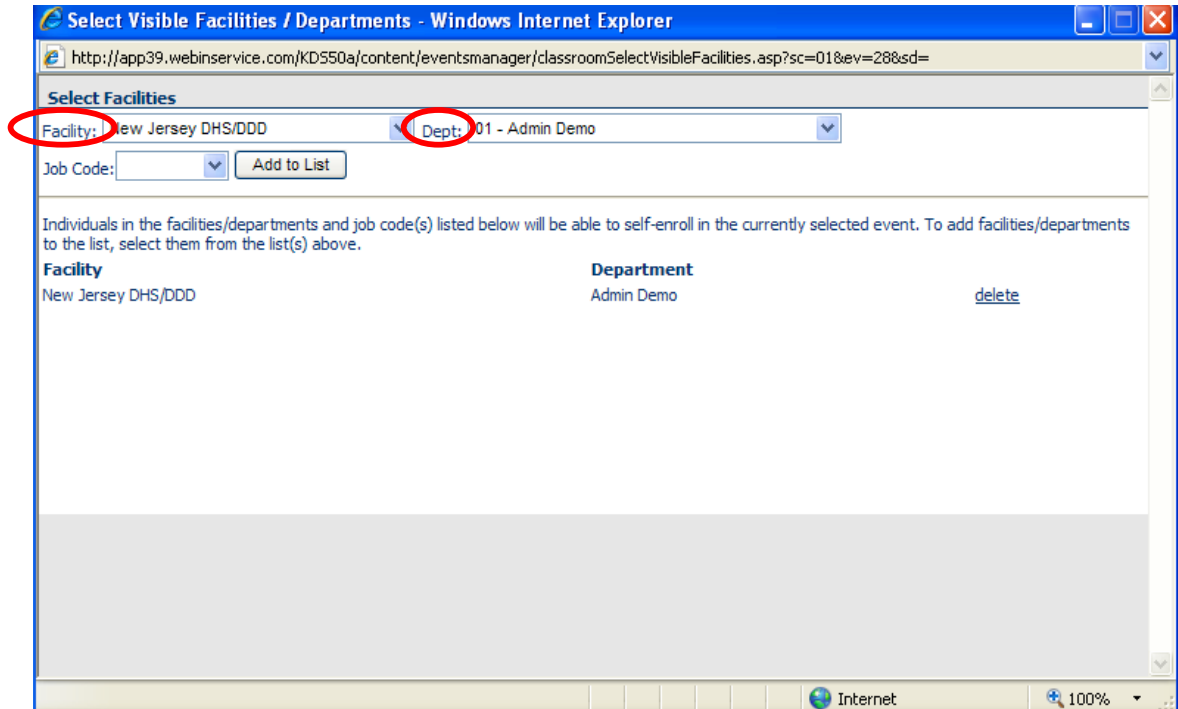 Select Visible Facilities / Departments - Windows Internet Explorer
http://app39.webinservice.com/KDS50a/content/eventsmanager/classroomSelectVisibleFacilities.asp?sc=01&ev=28&sd=
Select Facilities
Facility: New Jersey DHS/DDD Dept: 01 - Admin Demo
Job Code: Add to List
Individuals in the facilities/departments and job code(s) listed below will be able to self-enroll in the currently selected event. To add facilities/departments
to the list, select them from the list(s) above.
Facility Department
New Jersey DHS/DDD Admin Demo delete
Internet 100%